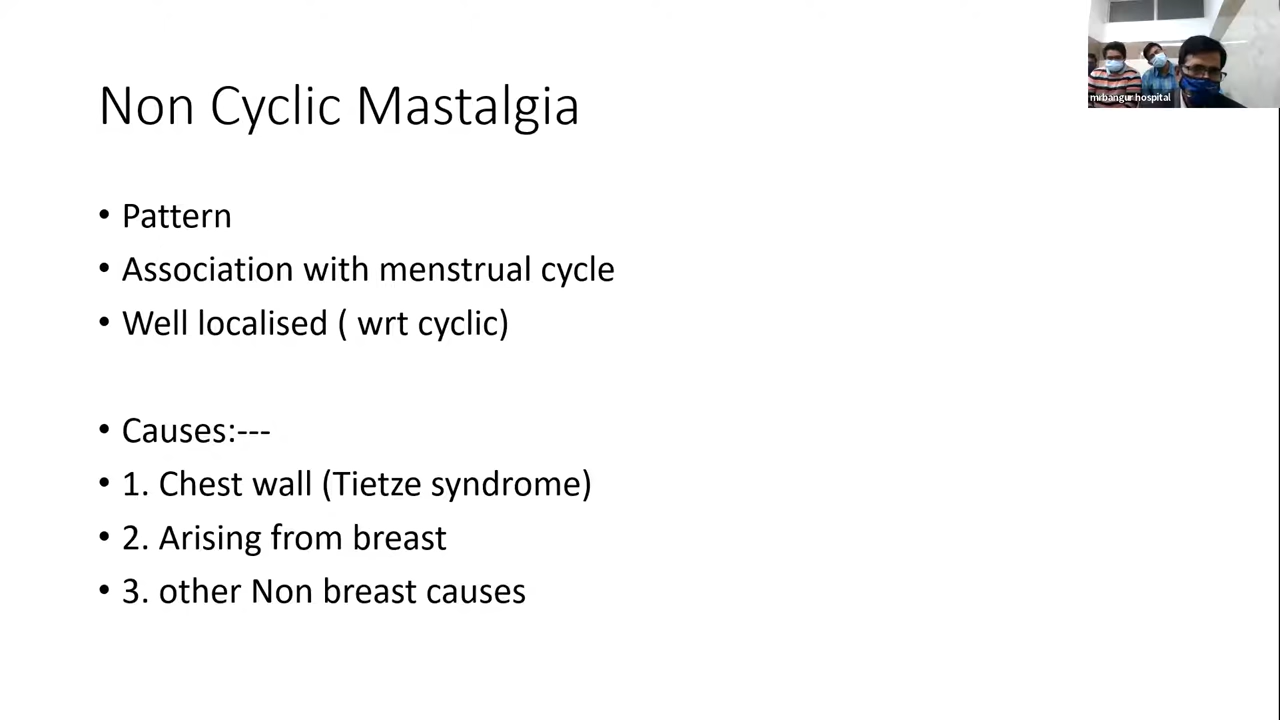 Non Cyclic Mastalgia
mrbangur hospital
• Pattern
• Association with menstrual cycle
• Well localised ( wrt cyclic)
• Causes:---
• 1. Chest wall (Tietze syndrome)
• 2. Arising from breast
• 3. other Non breast causes